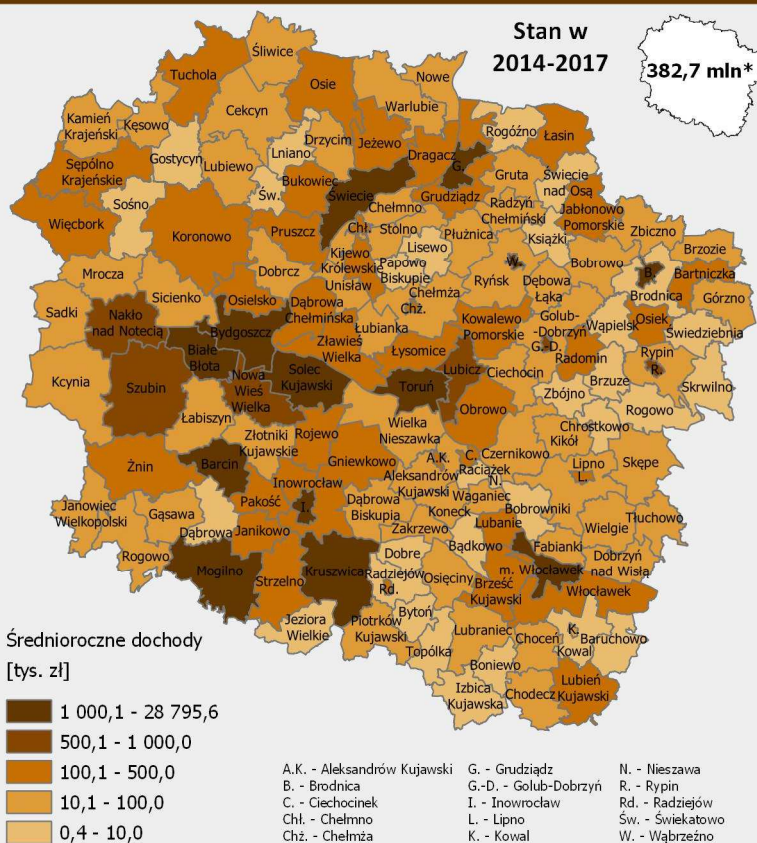 Stan w
2014-2017
382,7 mln*
Śliwice
Tuchola
Osie
Nowe
Warlubie
Cekcyn
Kamień
Krajeński
Kęsowo
Rogóźno
Łasin
Drzycim
Jeżewo
Dragacz
G.
Lniano
Gostycyn
Lubiewo
Sępólno
Krajeńskie
Gruta
Świecie
nad Osą
Bukowiec
Św.
Świecie
Grudziądz
Radzyń
Chełmiński
Jabłonowo
Pomorskie
Sośno
Chełmno
Więcbork
Koronowo
Pruszcz
Chł.
Stolno
Płużnica
Książki
Zbiczno
Kijewo
Królewskie
Lisewo
Papowo
Biskupie
W.
Bobrowo
Brzozie
Mrocza
Dobrcz
Unisław
Chełmża
Ryńsk
Dębowa
Łąka
B.
Bartniczka
Sicienko
Osielsko
Dąbrowa
Chełmińska
Chż.
Brodnica
Górzno
Sadki
Nakło
nad Notecią
Bydgoszcz
Łubianka
Kowalewo
Pomorskie
Golub-
-Dobrzyń
Wąpielsk
Osiek
Świedziebnia
Białe
Błota
Zławieś
Wielka
Łysomice
G.-D.
Radomin
Rypin
Kcynia
Szubin
Nowa
Wieś
Wielka
Solec
Kujawski
Toruń
Lubicz
Ciechocin
R.
Brzuze
Skrwilno
Zbójno
Łabiszyn
Obrowo
Rogowo
Wielka
Nieszawka
Chrostkowo
Złotniki
Kujawskie
Rojewo
Kikół
Żnin
Barcin
Gniewkowo
A.K.
C.
Czernikowo
Raciążek
Lipno
Skępe
Inowrocław
Aleksandrów
Kujawski
N.
L.
Pakość
I.
Dąbrowa
Biskupia
Waganiec
Janowiec
Wielkopolski
Gąsawa
Koneck
Bobrowniki
Tłuchowo
Dąbrowa
Janikowo
Zakrzewo
Lubanie
Wielgie
Rogowo
Dobre
Bądkowo
Fabianki
Dobrzyń
nad Wisłą
Mogilno
Strzelno
Kruszwica
Radziejów
Osięciny
m. Włocławek
Rd.
Brześć
Kujawski
Włocławek
Jeziora
Wielkie
Piotrków
Kujawski
Bytoń
Lubraniec
Choceń
K.
Kowal
Baruchowo
Topólka
Boniewo
Izbica
Kujawska
Chodecz
Lubień
Kujawski
Średnioroczne dochody
[tys. zł]
1 000,1 - 28 795,6
500,1 - 1 000,0
100,1 - 500,0
10,1 - 100,0
0,4 - 10,0
A.K. - Aleksandrów Kujawski
B. - Brodnica
C. - Ciechocinek
Chł. - Chełmno
Chż. - Chełmża
G. - Grudziądz
G.-D. - Golub-Dobrzyń
I. - Inowrocław
L. - Lipno
K. - Kowal
N. - Nieszawa
R. - Rypin
Rd. - Radziejów
Św. - Świekatowo
W. - Wąbrzeźno